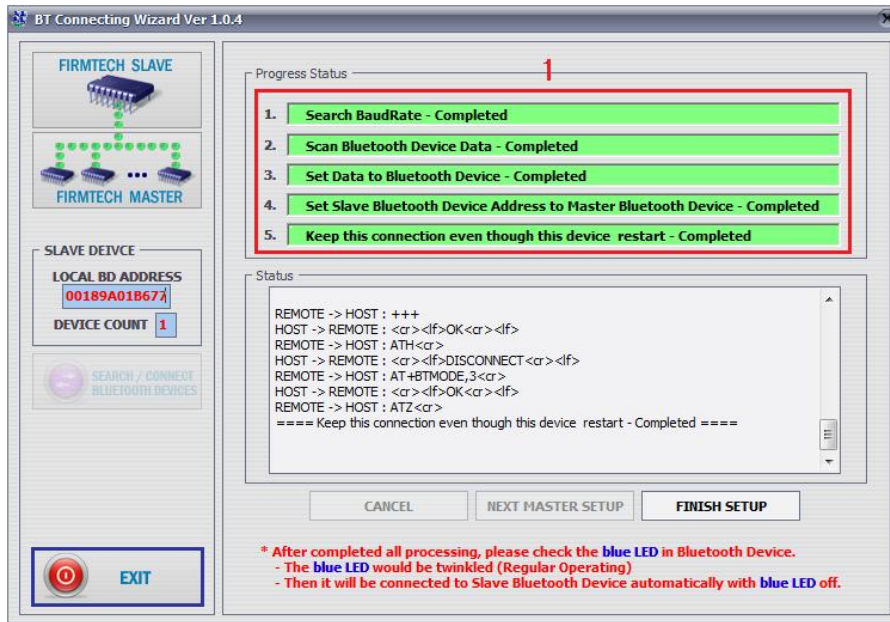 BT Connecting Wizard Ver 1.0.4
FIRMTECH SLAVE
FIRMTECH MASTER
SLAVE DEIVCE
LOCAL BD ADDRESS
00189A01B677
DEVICE COUNT 1
SEARCH / CONNECT
BLUETOOTH DEVICES
EXIT
Progress Status
1
1. Search BaudRate - Completed
2. Scan Bluetooth Device Data - Completed
3. Set Data to Bluetooth Device - Completed
4. Set Slave Bluetooth Device Address to Master Bluetooth Device - Completed
5. Keep this connection even though this device restart - Completed
Status
REMOTE -> HOST : +++
HOST -> REMOTE : <cr><lf>OK<cr><lf>
REMOTE -> HOST : ATH<cr>
HOST -> REMOTE : <cr><lf>DISCONNECT<cr><lf>
REMOTE -> HOST : AT+BTMODE,3<cr>
HOST -> REMOTE : <cr><lf>OK<cr><lf>
REMOTE -> HOST : ATZ<cr>
==== Keep this connection even though this device restart - Completed ====
CANCEL NEXT MASTER SETUP FINISH SETUP
* After completed all processing, please check the blue LED in Bluetooth Device.
- The blue LED would be twinkled (Regular Operating)
- Then it will be connected to Slave Bluetooth Device automatically with blue LED off.